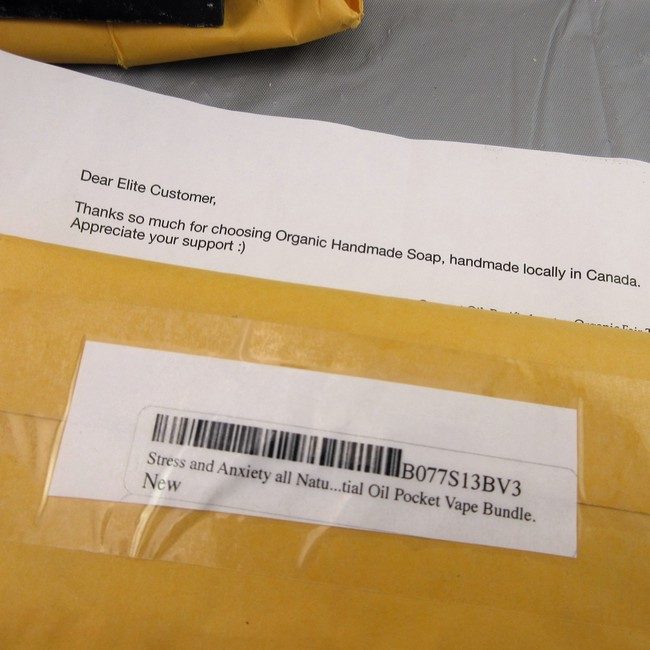 Dear Elite Customer,
Thanks so much for choosing Organic Handmade Soap, handmade locally in Canada.
Appreciate your support :)
B077S13BV3
Stress and Anxiety all Natu...tial Oil Pocket Vape Bundle.
New